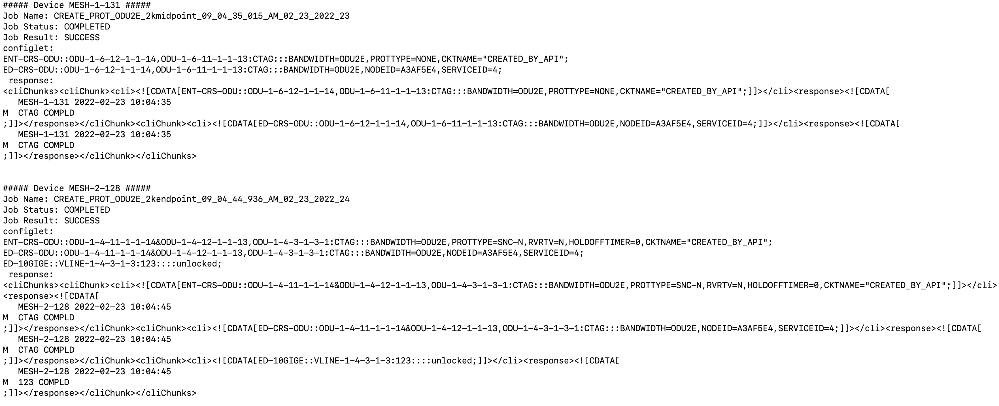 ##### Device MESH-1-131 #####
Job Name: CREATE_PROT_ODU2E_2kmidpoint_09_04_35_015_AM_02_23_2022_23
Job Status: COMPLETED
Job Result: SUCCESS
configlet:
ENT-CRS-ODU::ODU-1-6-12-1-1-14,ODU-1-6-11-1-1-13:CTAG:::BANDWIDTH=ODU2E,PROTTYPE=NONE,CKTNAME="CREATED_BY_API";
ED-CRS-ODU::ODU-1-6-12-1-1-14,ODU-1-6-11-1-1-13:CTAG:::BANDWIDTH=ODU2E,NODEID=A3AF5E4,SERVICEID=4;
 response:
<cliChunks><cliChunk><cli><![CDATA[ENT-CRS-ODU::ODU-1-6-12-1-1-14,ODU-1-6-11-1-1-13:CTAG:::BANDWIDTH=ODU2E,PROTTYPE=NONE,CKTNAME="CREATED_BY_API";]]></cli><response><![CDATA[
   MESH-1-131 2022-02-23 10:04:35
M  CTAG COMPLD
;]]></response></cliChunk><cliChunk><cli><![CDATA[ED-CRS-ODU::ODU-1-6-12-1-1-14,ODU-1-6-11-1-1-13:CTAG:::BANDWIDTH=ODU2E,NODEID=A3AF5E4,SERVICEID=4;]]></cli><response><![CDATA[
   MESH-1-131 2022-02-23 10:04:35
M  CTAG COMPLD
;]]></response></cliChunk></cliChunks>
##### Device MESH-2-128 #####
Job Name: CREATE_PROT_ODU2E_2kendpoint_09_04_44_936_AM_02_23_2022_24
Job Status: COMPLETED
Job Result: SUCCESS
configlet:
ENT-CRS-ODU::ODU-1-4-11-1-1-14&ODU-1-4-12-1-1-13,ODU-1-4-3-1-3-1:CTAG:::BANDWIDTH=ODU2E,PROTTYPE=SNC-N,RVRTV=N,HOLDOFFTIMER=0,CKTNAME="CREATED_BY_API";
ED-CRS-ODU::ODU-1-4-11-1-1-14&ODU-1-4-12-1-1-13,ODU-1-4-3-1-3-1:CTAG:::BANDWIDTH=ODU2E,NODEID=A3AF5E4,SERVICEID=4;
ED-10GIGE::VLINE-1-4-3-1-3:123::::unlocked;
 response:
<cliChunks><cliChunk><cli><![CDATA[ENT-CRS-ODU::ODU-1-4-11-1-1-14&ODU-1-4-12-1-1-13,ODU-1-4-3-1-3-1:CTAG:::BANDWIDTH=ODU2E,PROTTYPE=SNC-N,RVRTV=N,HOLDOFFTIMER=0,CKTNAME="CREATED_BY_API";]]></cli>
<response><![CDATA[
   MESH-2-128 2022-02-23 10:04:45
M  CTAG COMPLD
;]]></response></cliChunk><cliChunk><cli><![CDATA[ED-CRS-ODU::ODU-1-4-11-1-1-14&ODU-1-4-12-1-1-13,ODU-1-4-3-1-3-1:CTAG:::BANDWIDTH=ODU2E,NODEID=A3AF5E4,SERVICEID=4;]]></cli><response><![CDATA[
   MESH-2-128 2022-02-23 10:04:45
M  CTAG COMPLD
;]]></response></cliChunk><cliChunk><cli><![CDATA[ED-10GIGE::VLINE-1-4-3-1-3:123::::unlocked;]]></cli><response><![CDATA[
   MESH-2-128 2022-02-23 10:04:45
M  123 COMPLD
;]]></response></cliChunk></cliChunks>